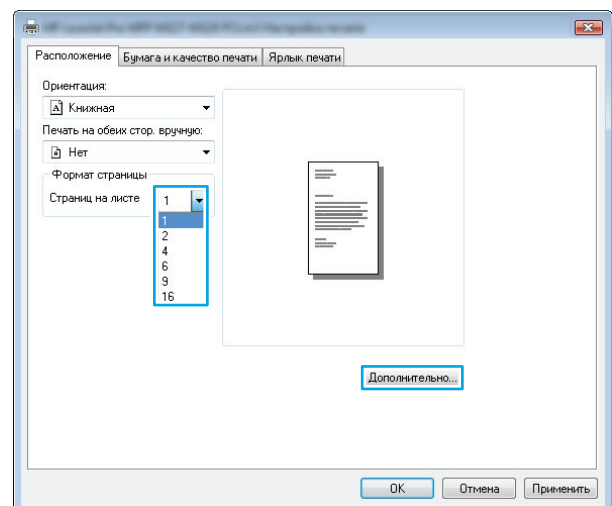 Расположение Бумага и качество печати Ярлык печати
Ориентация:
Книжная
Печать на обеих стор. вручную:
Нет
Формат страницы
Страниц на листе 1
1
2
4
6
9
16
Дополнительно...
OK Отмена Применить